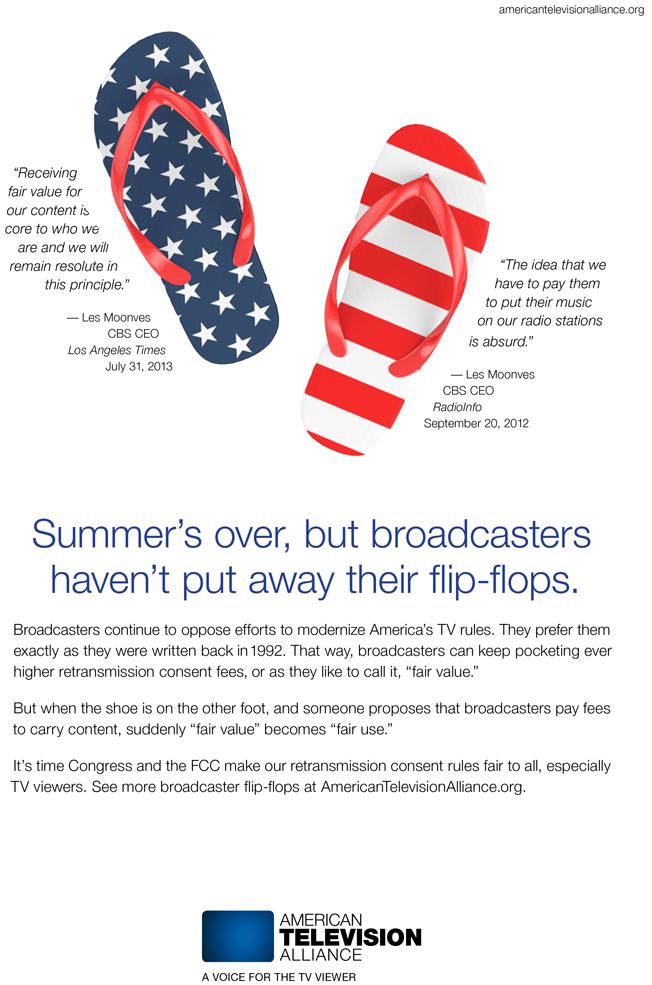 americantelevisionalliance.org
“Receiving
fair value for
our content is
core to who we
are and we will
remain resolute in
this principle.”
— Les Moonves
CBS CEO
Los Angeles Times
July 31, 2013
“The idea that we
have to pay them
to put their music
on our radio stations
is absurd.”
— Les Moonves
CBS CEO
RadioInfo
September 20, 2012
Summer’s over, but broadcasters
haven’t put away their flip-flops.
Broadcasters continue to oppose efforts to modernize America’s TV rules. They prefer them
exactly as they were written back in 1992. That way, broadcasters can keep pocketing ever
higher retransmission consent fees, or as they like to call it, “fair value.”
But when the shoe is on the other foot, and someone proposes that broadcasters pay fees
to carry content, suddenly “fair value” becomes “fair use.”
It’s time Congress and the FCC make our retransmission consent rules fair to all, especially
TV viewers. See more broadcaster flip-flops at AmericanTelevisionAlliance.org.
AMERICAN
TELEVISION
ALLIANCE
A VOICE FOR THE TV VIEWER